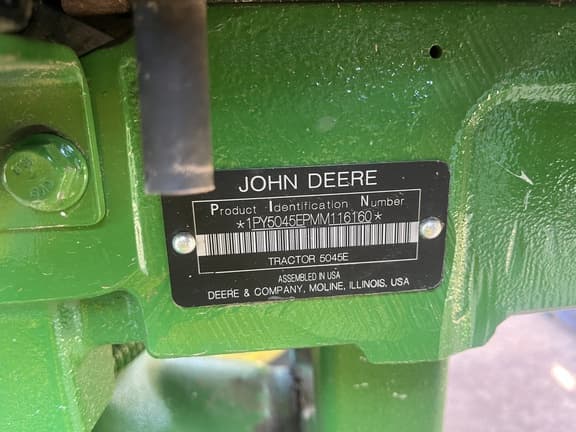 JOHN DEERE
Product Identification Number
*1PY5045EPMM116160*
TRACTOR 5045E
ASSEMBLED IN USA
DEERE & COMPANY, MOLINE, ILLINOIS, USA